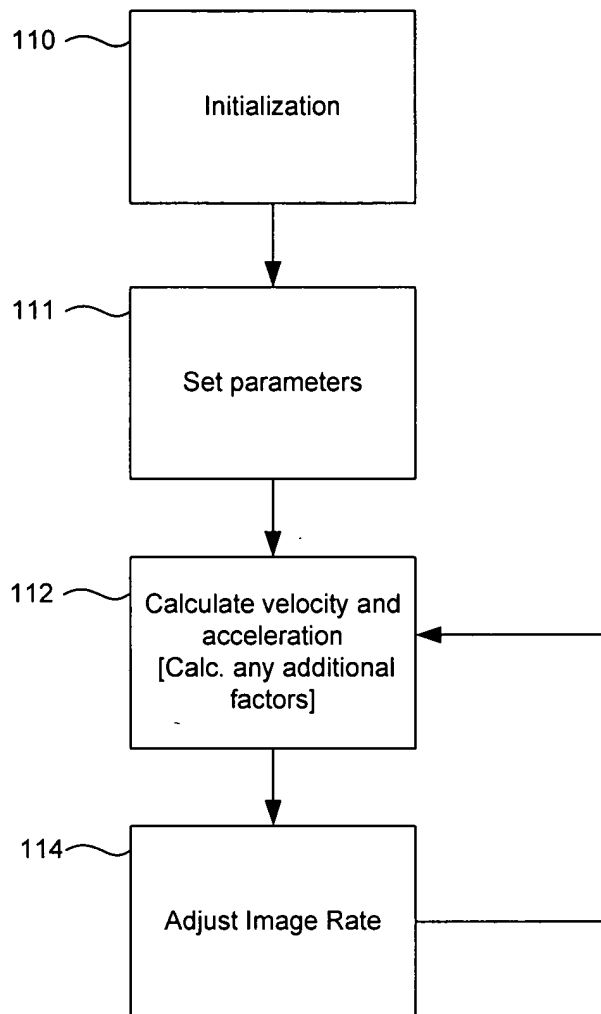 110
Initialization
111
Set parameters
112
Calculate velocity and
acceleration
[Calc. any additional
factors]
114
Adjust Image Rate